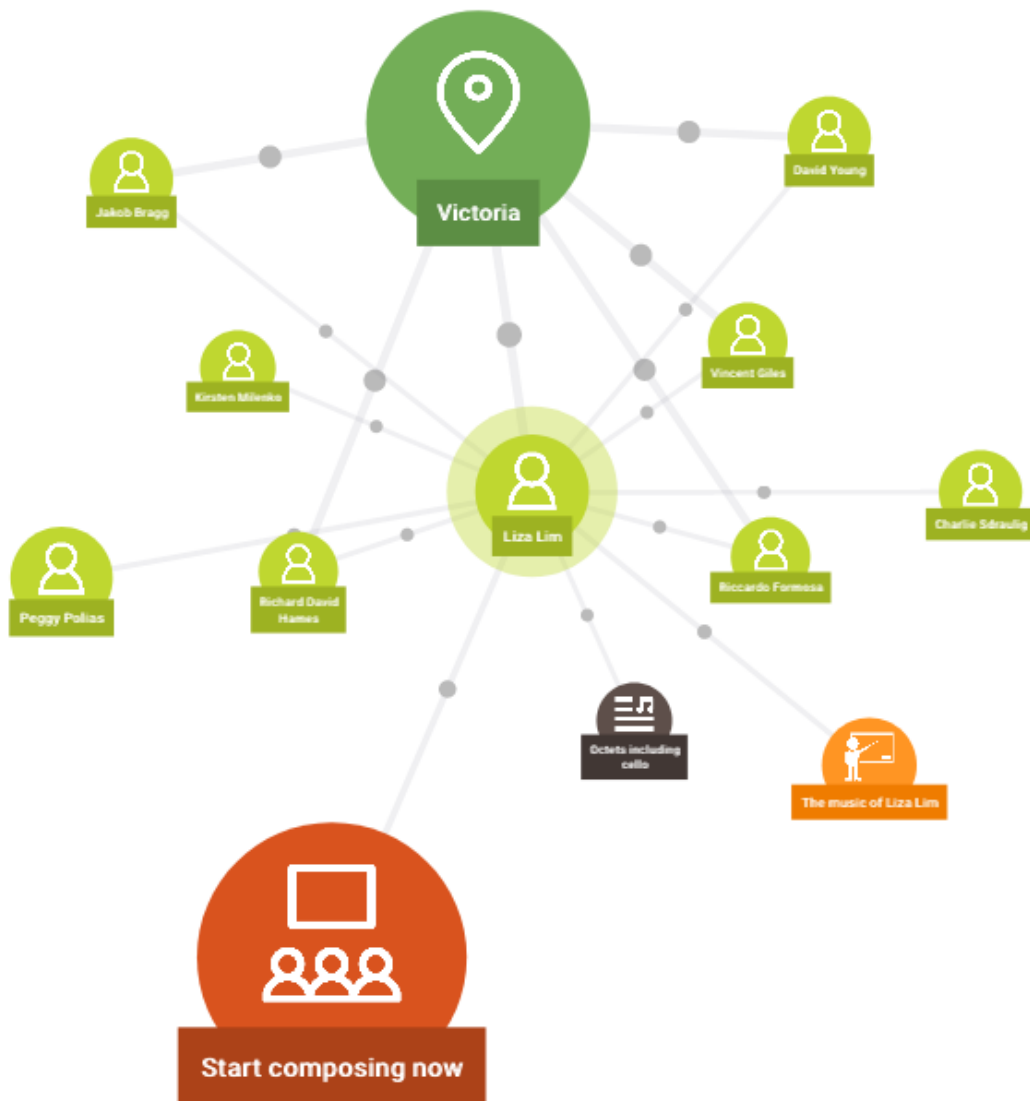 Victoria
David Young
Jakob Bragg
Vincent Giles
Kirsten Milenko
Charlie Sdraulig
Liza Lim
Riccardo Formosa
Richard David
Hames
Peggy Polias
Octets including
cello
The music of Liza Lim
Start composing now